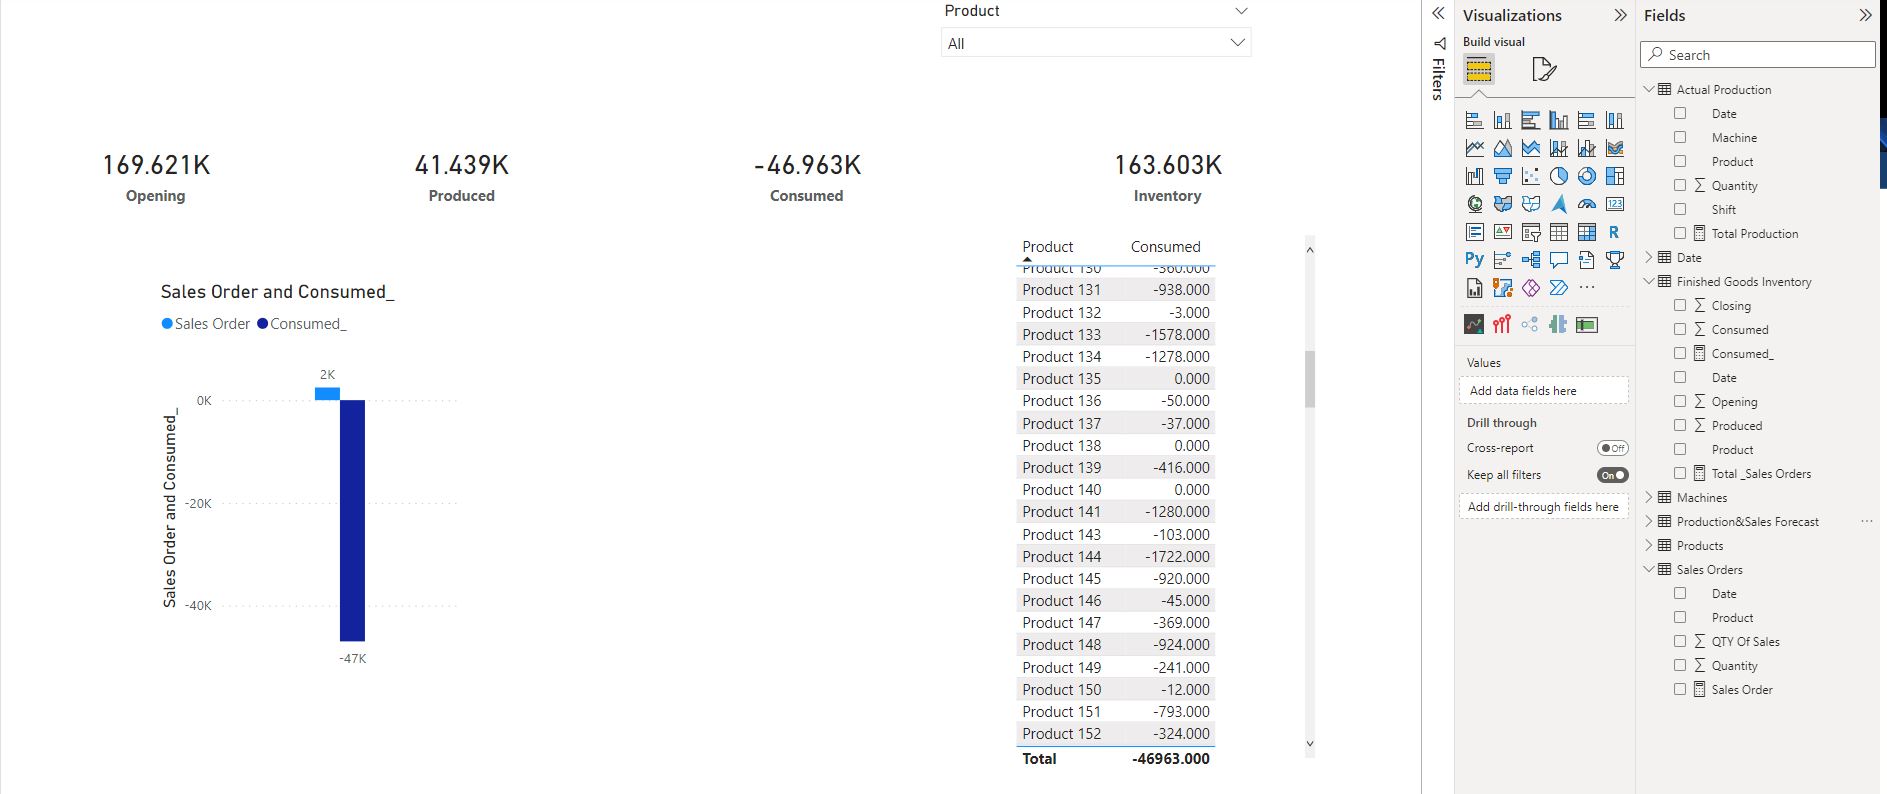 Product
All
169.621K
Opening
41.439K
Produced
-46.963K
Consumed
163.603K
Inventory
Sales Order and Consumed_
Sales Order Consumed_
2K
0K
-20K
-40K
-47K
Sales Order and Consumed_
Product Consumed
Product 130 -360.000
Product 131 -938.000
Product 132 -3.000
Product 133 -1578.000
Product 134 -1278.000
Product 135 0.000
Product 136 -50.000
Product 137 -37.000
Product 138 0.000
Product 139 -416.000
Product 140 0.000
Product 141 -1280.000
Product 143 -103.000
Product 144 -1722.000
Product 145 -920.000
Product 146 -45.000
Product 147 -369.000
Product 148 -924.000
Product 149 -241.000
Product 150 -12.000
Product 151 -793.000
Product 152 -324.000
Total -46963.000
Filters
Visualizations
Build visual
123
R
Py
Values
Add data fields here
Drill through
Cross-report Off
Keep all filters On
Add drill-through fields here
Fields
Search
Actual Production
Date
Machine
Product
Quantity
Shift
Total Production
Date
Finished Goods Inventory
Closing
Consumed
Consumed_
Date
Opening
Produced
Product
Total _Sales Orders
Machines
Production&Sales Forecast
Products
Sales Orders
Date
Product
QTY Of Sales
Quantity
Sales Order